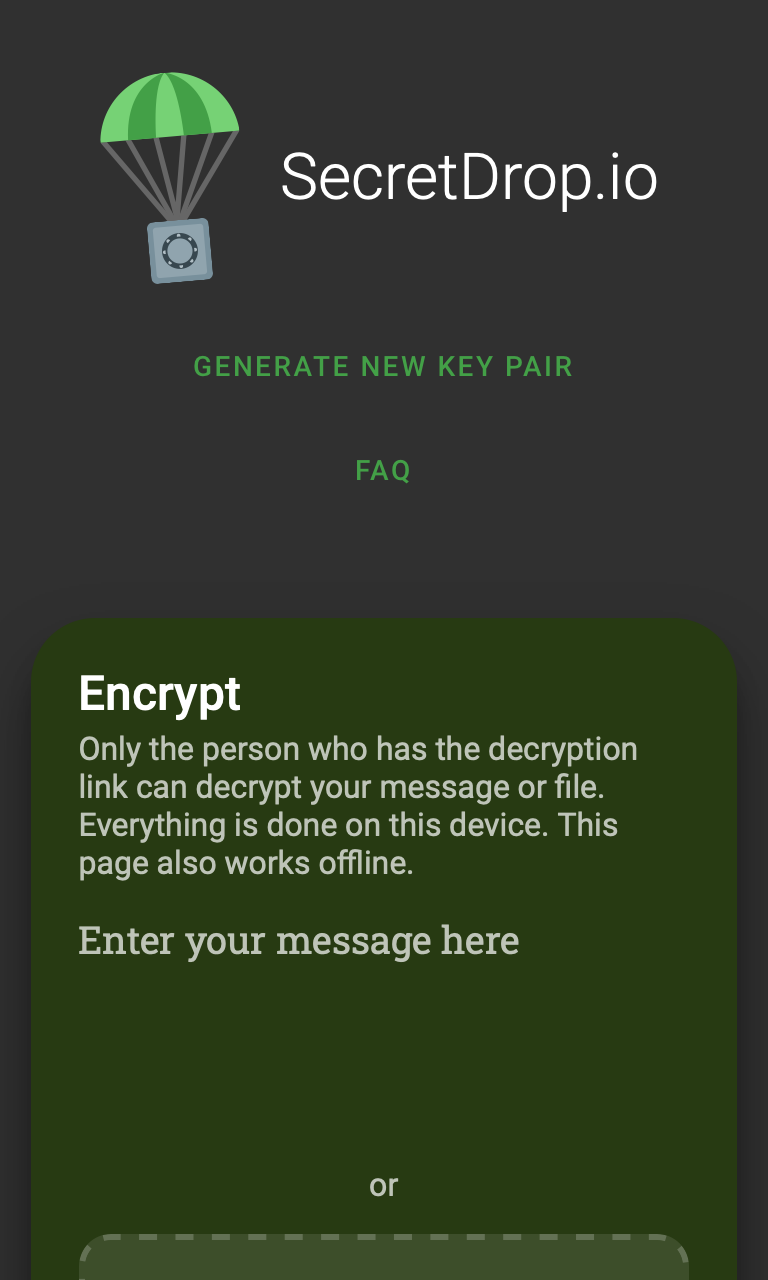 SecretDrop.io
GENERATE NEW KEY PAIR
FAQ
Encrypt
Only the person who has the decryption
link can decrypt your message or file.
Everything is done on this device. This
page also works offline.
Enter your message here
or